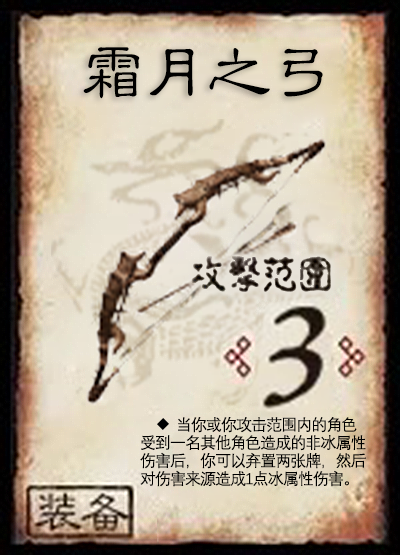 霜月之弓
攻擊范圍
3
◆ 当你或你攻击范围内的角色
受到一名其他角色造成的非冰属性
伤害后，你可以弃置两张牌，然后
对伤害来源造成1点冰属性伤害。
装备